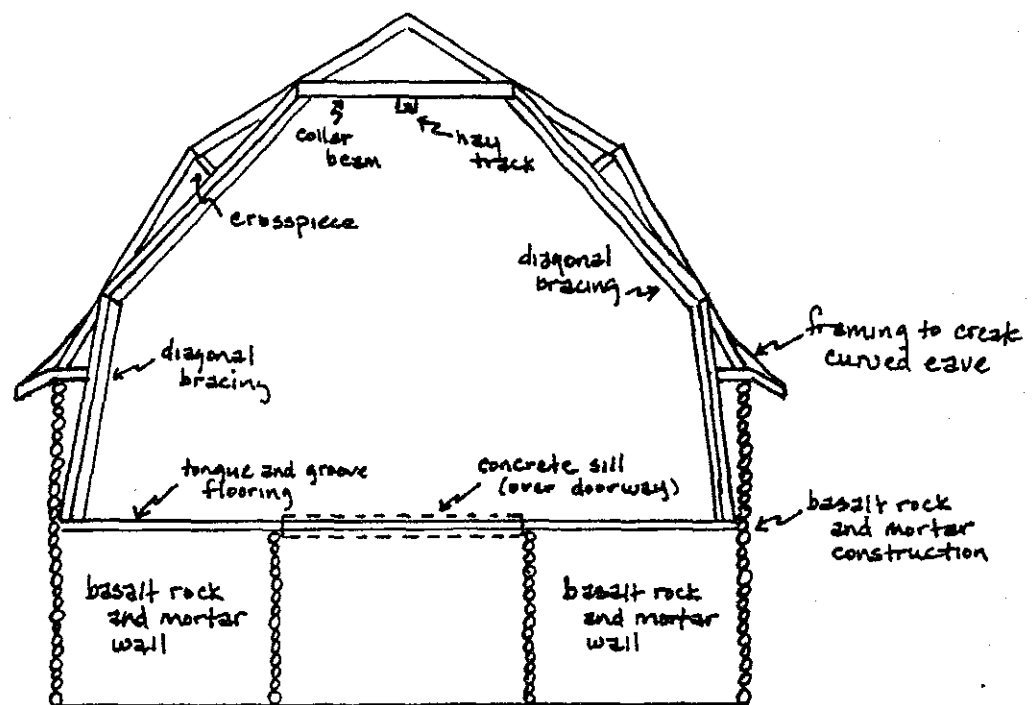 collar
beam
hay
track
crosspiece
diagonal
bracing
framing to creat
curved eave
diagonal
bracing
tongue and groove
flooring
concrete sill
(over doorway)
basalt rock
and mortar
construction
basalt rock
and mortar
wall
basalt rock
and mortar
wall